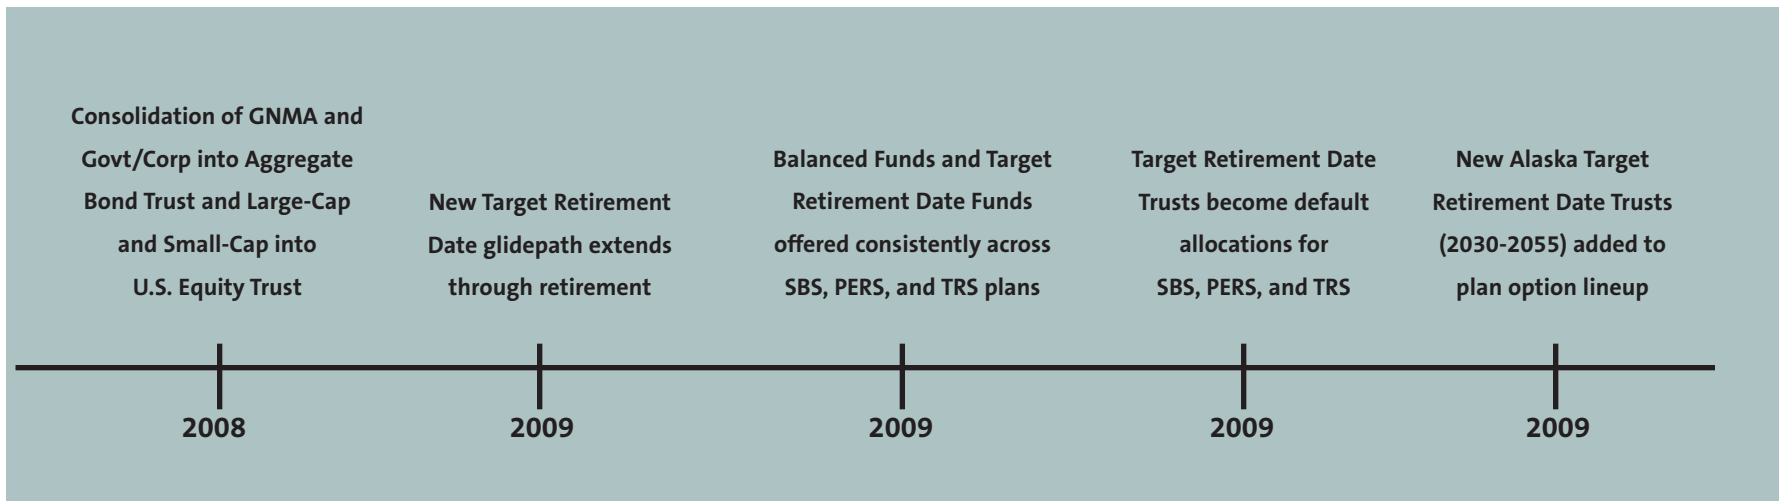 Consolidation of GNMA and
Govt/Corp into Aggregate
Bond Trust and Large-Cap
and Small-Cap into
U.S. Equity Trust
2008
New Target Retirement
Date glidepath extends
through retirement
2009
Balanced Funds and Target
Retirement Date Funds
offered consistently across
SBS, PERS, and TRS plans
2009
Target Retirement Date
Trusts become default
allocations for
SBS, PERS, and TRS
2009
New Alaska Target
Retirement Date Trusts
(2030-2055) added to
plan option lineup
2009